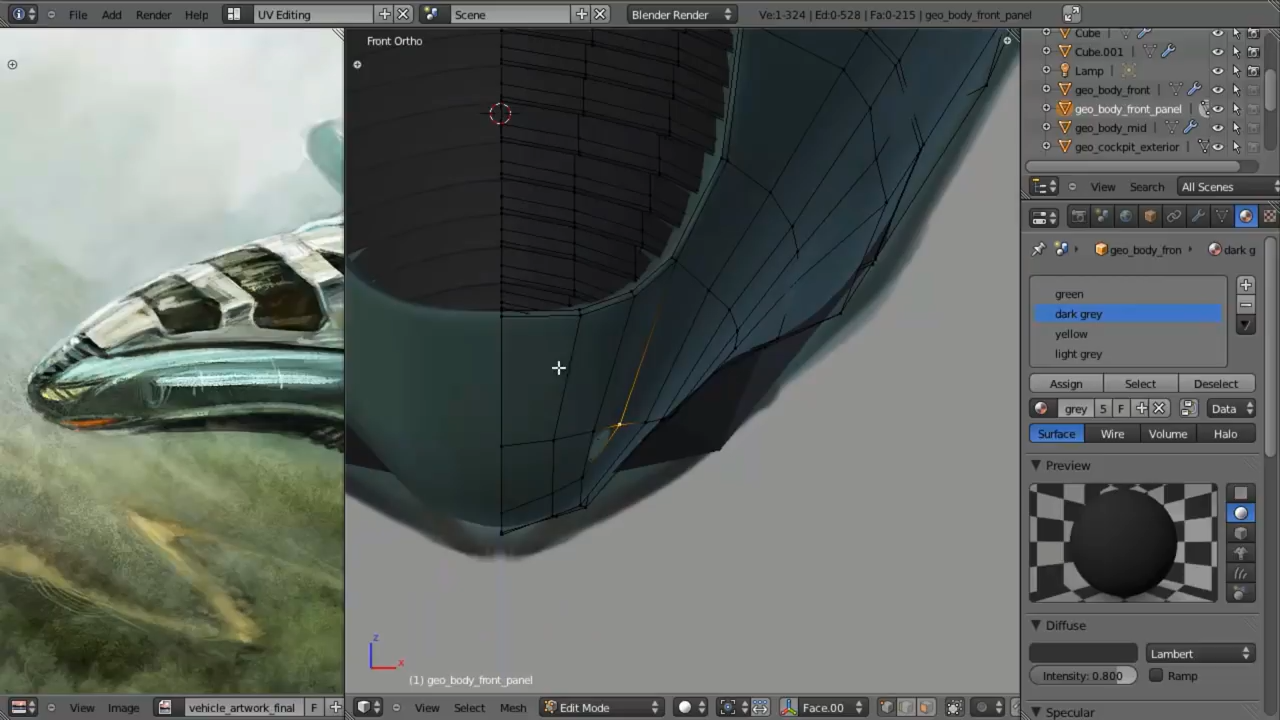 File Add Render Help UV Editing Scene Blender Render Ve:1-324 | Ed:0-528 | Fa:0-215 | geo_body_front_panel
Front Ortho
Cube
Cube.001
Lamp
geo_body_front
geo_body_front_panel
geo_body_mid
geo_cockpit_exterior
View Search All Scenes
geo_body_fron dark g
green
dark grey
yellow
light grey
Assign Select Deselect
grey 5 F Data
Surface Wire Volume Halo
Preview
Diffuse
Lambert
Intensity: 0.800 Ramp
Specular
z
x
(1) geo_body_front_panel
View Image vehicle_artwork_final F View Select Mesh Edit Mode Face.00